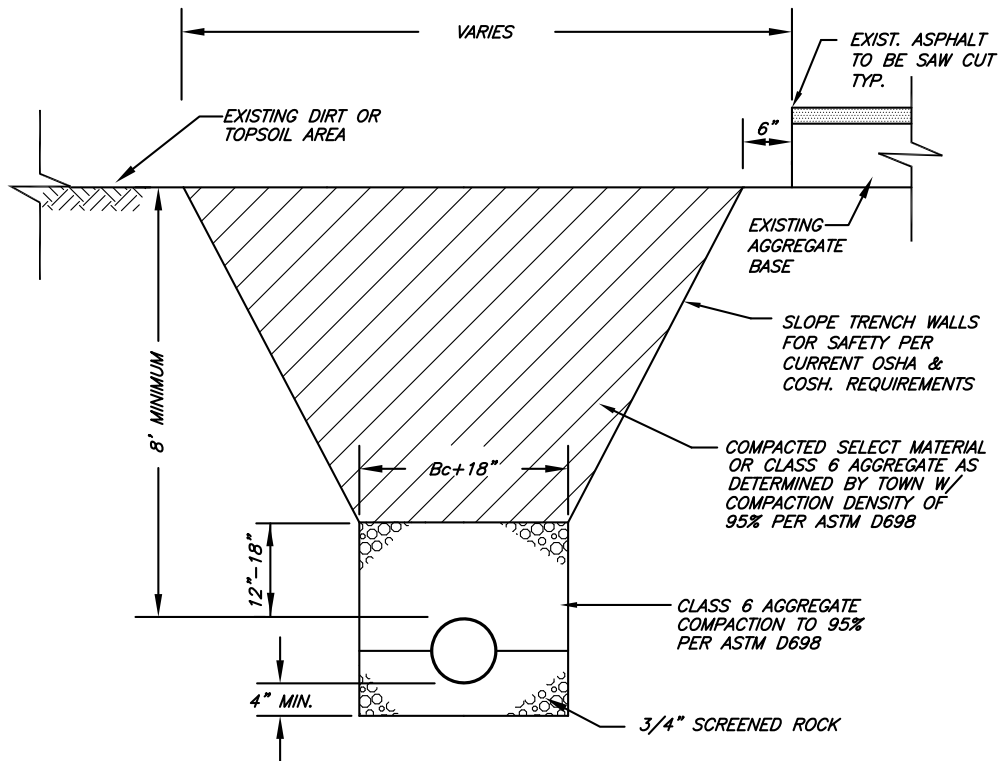 VARIES
EXIST. ASPHALT
TO BE SAW CUT
TYP.
EXISTING DIRT OR
TOPSOIL AREA
6"
EXISTING
AGGREGATE
BASE
SLOPE TRENCH WALLS
FOR SAFETY PER
CURRENT OSHA &
COSH. REQUIREMENTS
8' MINIMUM
Bc+18"
COMPACTED SELECT MATERIAL
OR CLASS 6 AGGREGATE AS
DETERMINED BY TOWN W/
COMPACTION DENSITY OF
95% PER ASTM D698
12"-18"
CLASS 6 AGGREGATE
COMPACTION TO 95%
PER ASTM D698
4" MIN.
3/4" SCREENED ROCK